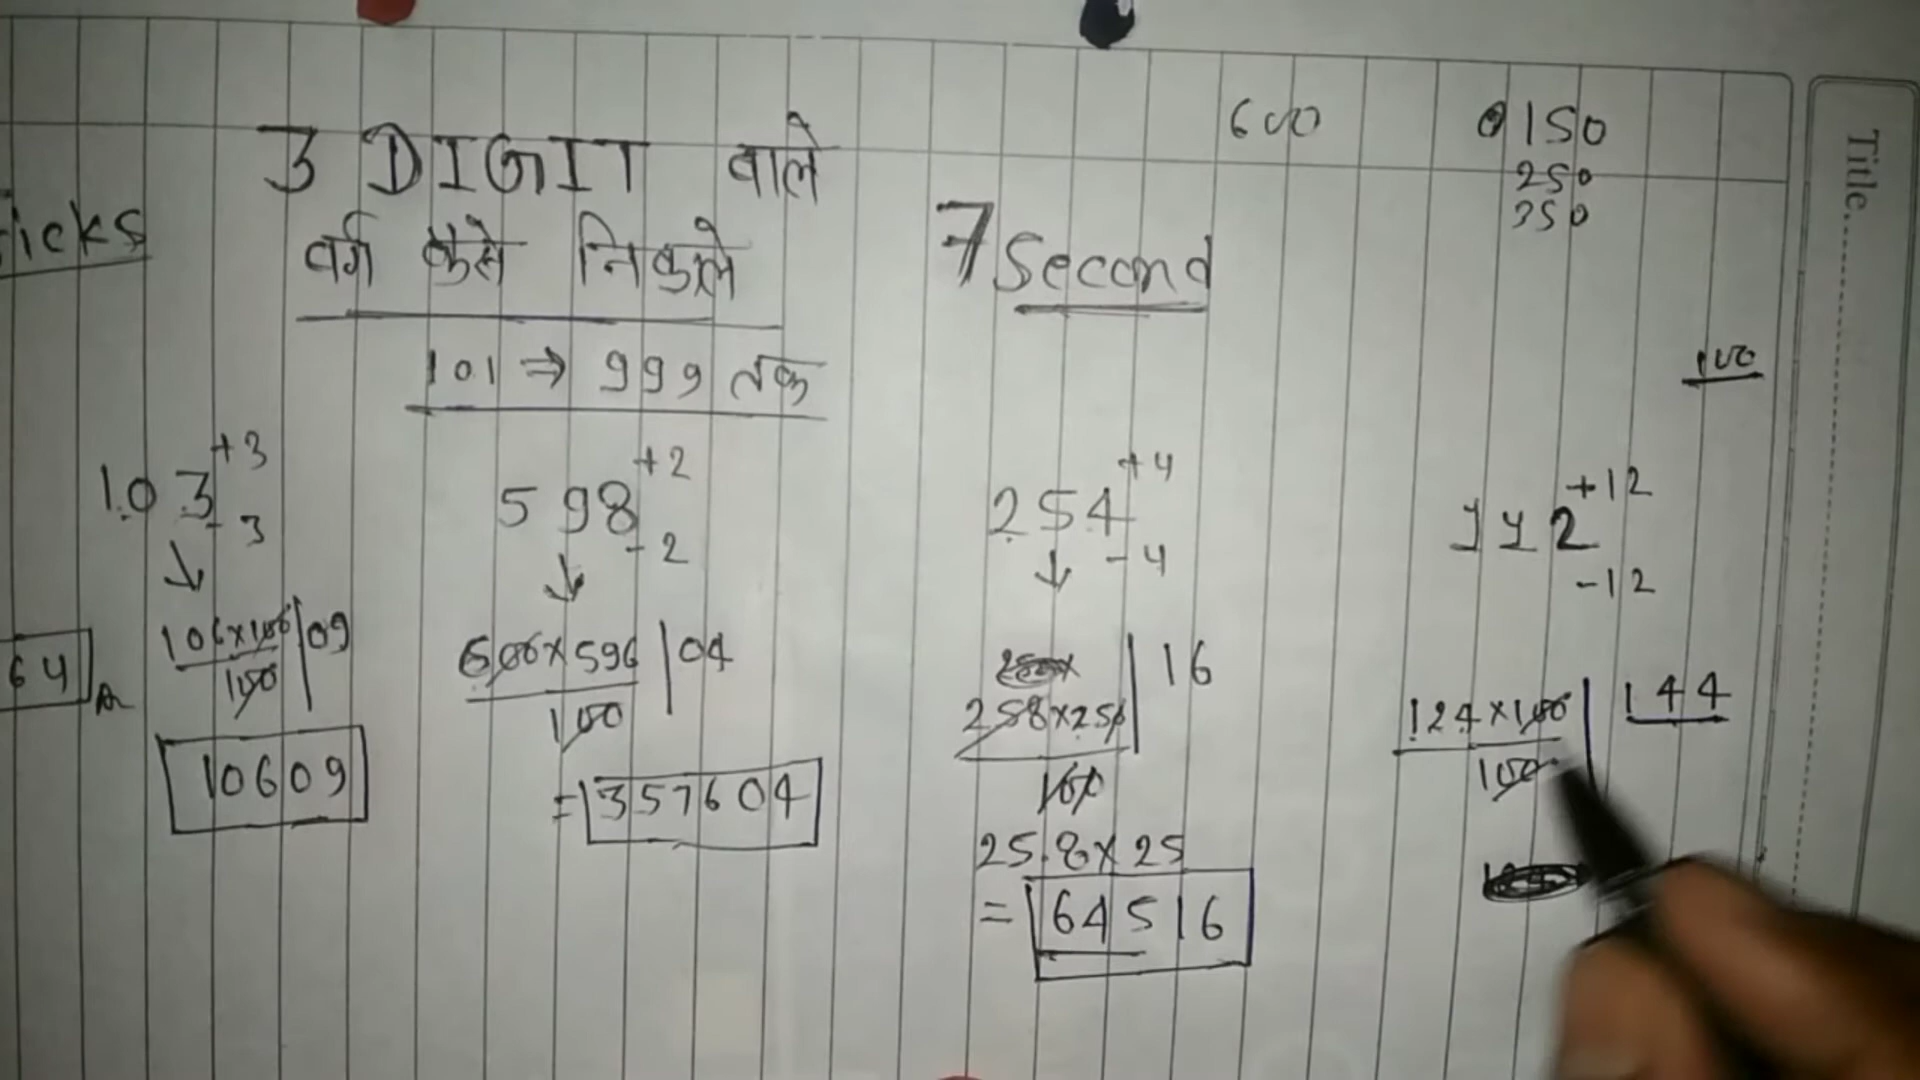 3 DIGIT वाले
वर्ग कैसे निकाले
7 Second
101 ⇒ 999 तक
600
150
250
350
100
Title
ricks
64
103 +3 -3
↓
106×100 | 09
100
10609
598 +2 -2
↓
600×596 | 04
100
= 357604
254 +4 -4
↓
258×250 | 16
100
25.8×25
= 64516
112 +12 -12
124×100 | 144
100